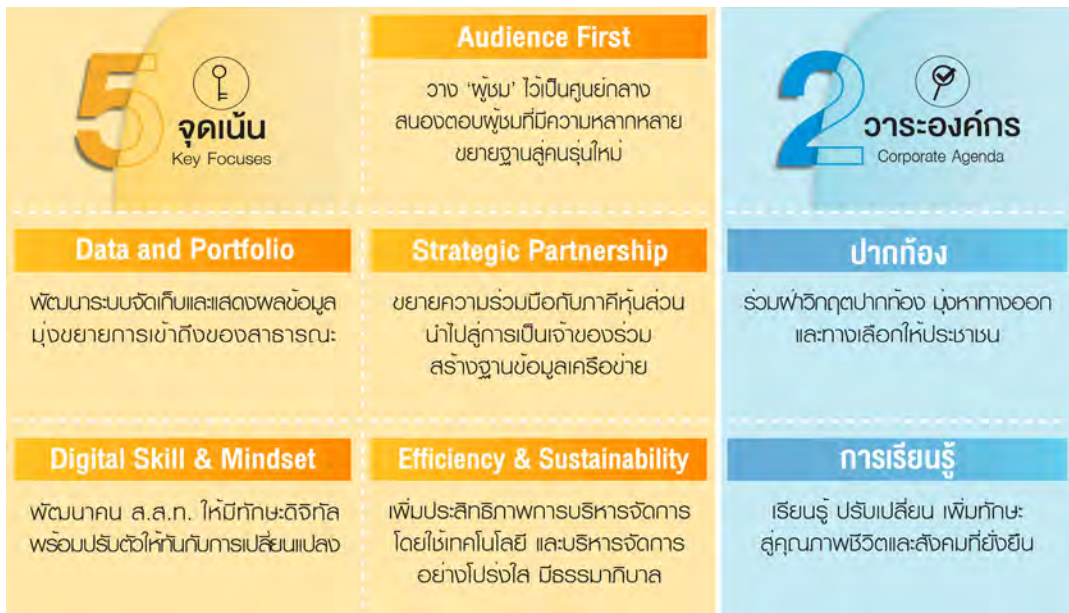 5
จุดเน้น
Key Focuses
Audience First
วาง ‘ผู้ชม’ ไว้เป็นศูนย์กลาง
สนองตอบผู้ชมที่มีความหลากหลาย
ขยายฐานสู่คนรุ่นใหม่
2
วาระองค์กร
Corporate Agenda
Data and Portfolio
พัฒนาระบบจัดเก็บและแสดงผลข้อมูล
มุ่งขยายการเข้าถึงของสาธารณะ
Strategic Partnership
ขยายความร่วมมือกับภาคีหุ้นส่วน
นำไปสู่การเป็นเจ้าของร่วม
สร้างฐานข้อมูลเครือข่าย
ปากท้อง
ร่วมฝ่าวิกฤตปากท้อง มุ่งหาทางออก
และทางเลือกให้ประชาชน
Digital Skill & Mindset
พัฒนาคน ส.ส.ท. ให้มีทักษะดิจิทัล
พร้อมปรับตัวให้ทันกับการเปลี่ยนแปลง
Efficiency & Sustainability
เพิ่มประสิทธิภาพการบริหารจัดการ
โดยใช้เทคโนโลยี และบริหารจัดการ
อย่างโปร่งใส มีธรรมาภิบาล
การเรียนรู้
เรียนรู้ ปรับเปลี่ยน เพิ่มทักษะ
สู่คุณภาพชีวิตและสังคมที่ยั่งยืน